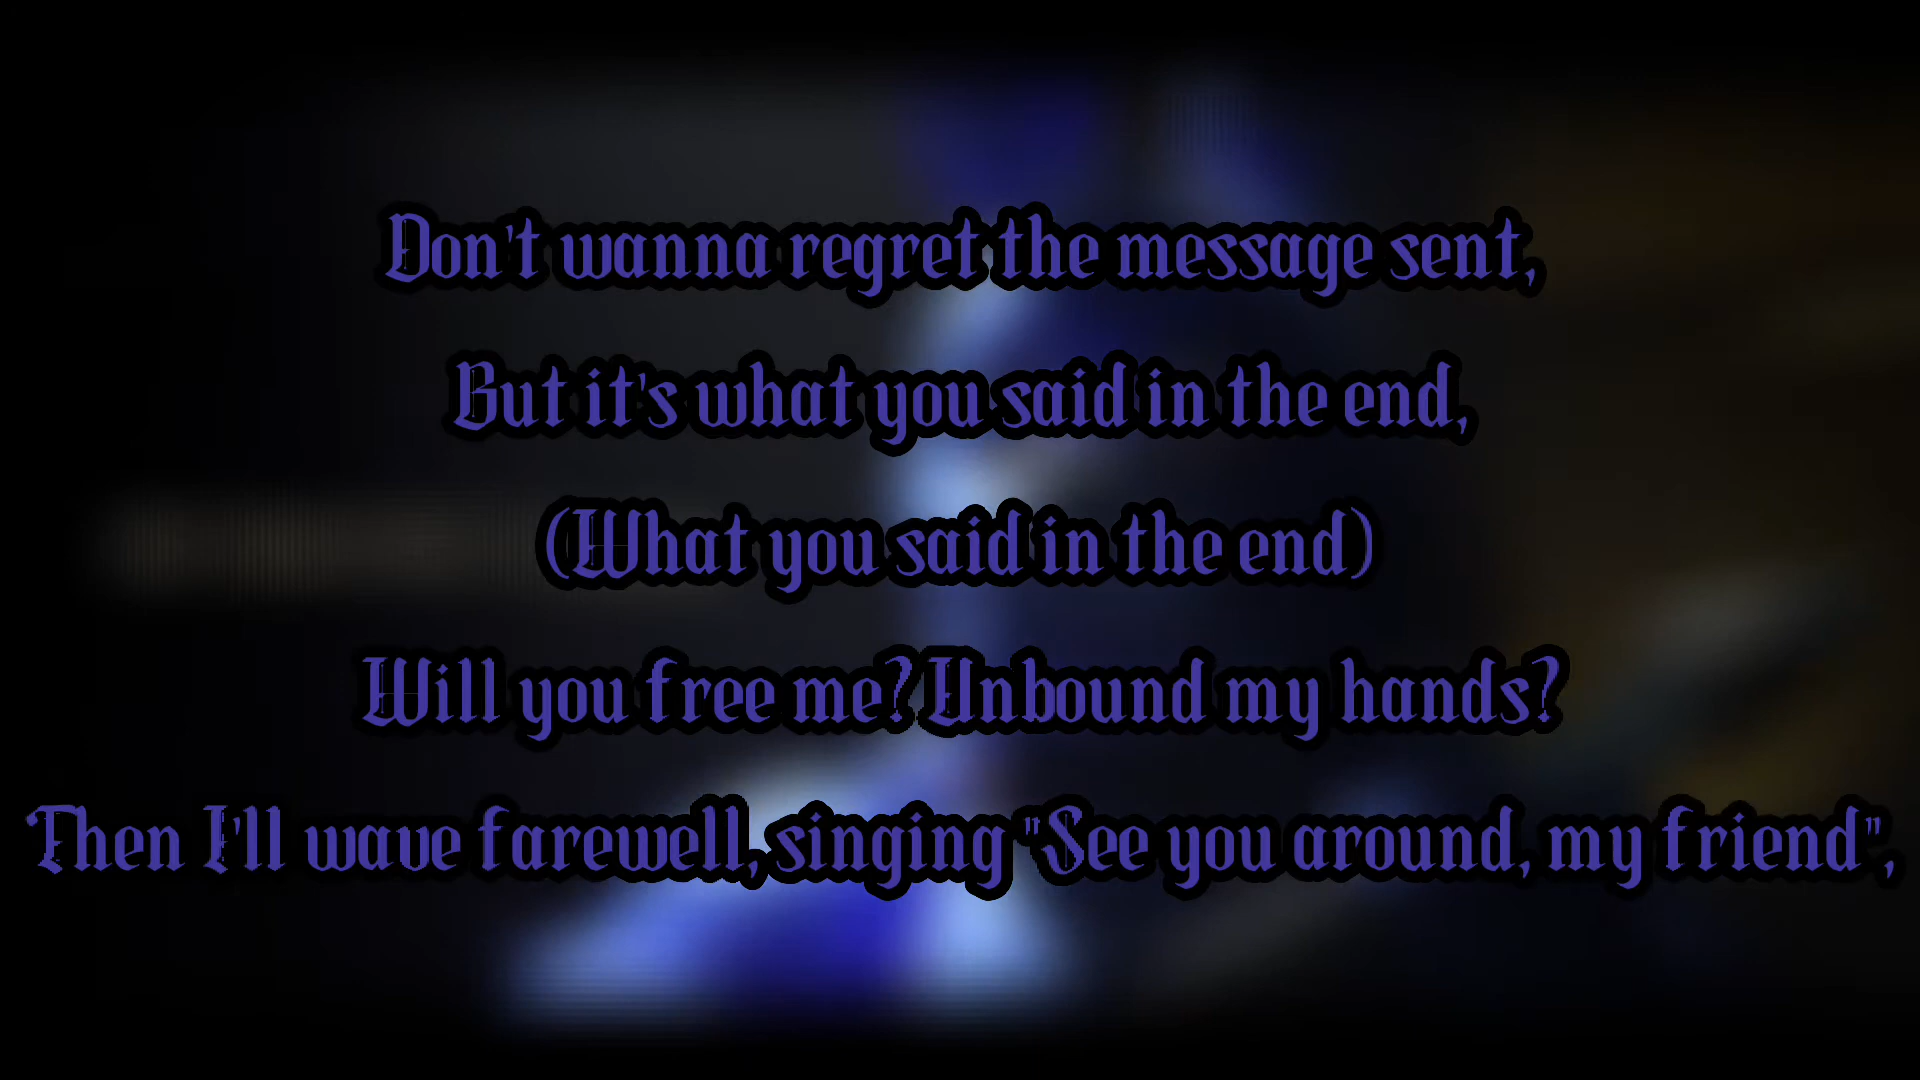 Don't wanna regret the message sent,
But it's what you said in the end,
(What you said in the end)
Will you free me? Unbound my hands?
Then I'll wave farewell, singing "See you around, my friend",